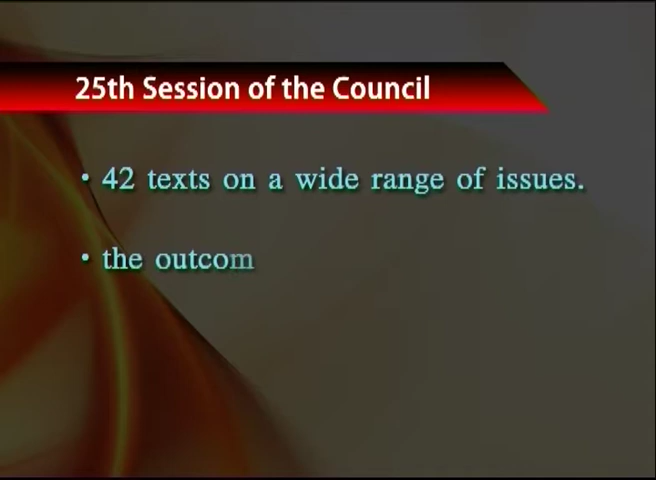 25th Session of the Council
• 42 texts on a wide range of issues.
• the outcom